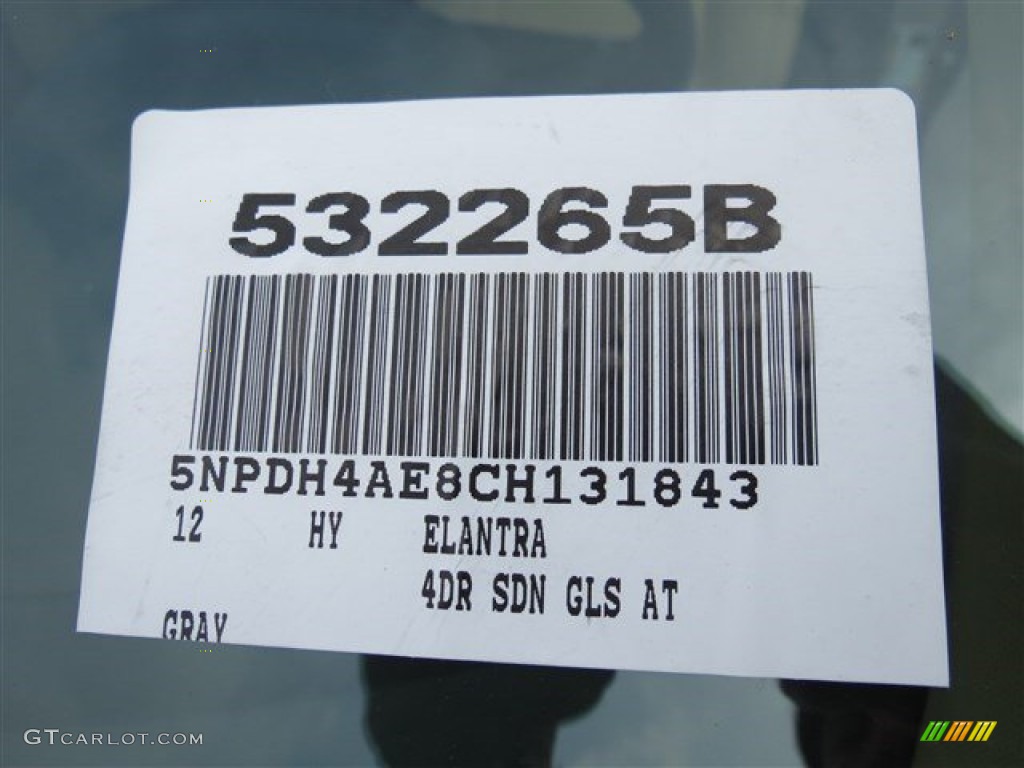 532265B
5NPDH4AE8CH131843
12 HY ELANTRA
4DR SDN GLS AT
GRAY
GTCARLOT.COM